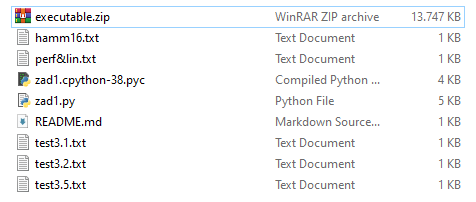 executable.zip WinRAR ZIP archive 13.747 KB
hamm16.txt Text Document 1 KB
perf&lin.txt Text Document 1 KB
zad1.cpython-38.pyc Compiled Python ... 4 KB
zad1.py Python File 5 KB
README.md Markdown Source... 1 KB
test3.1.txt Text Document 1 KB
test3.2.txt Text Document 1 KB
test3.5.txt Text Document 1 KB